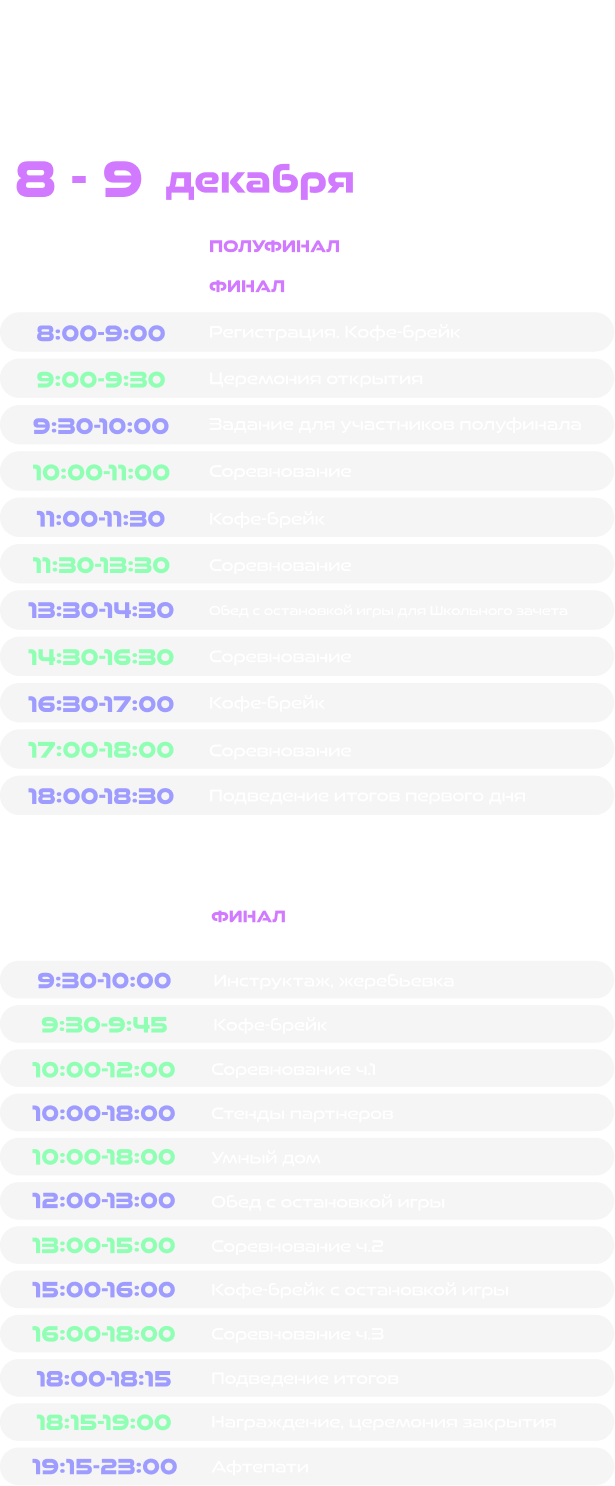 8 - 9 декабря
ПОЛУФИНАЛ
ФИНАЛ
8:00-9:00 Регистрация. Кофе-брейк
9:00-9:30 Церемония открытия
9:30-10:00 Задание для участников полуфинала
10:00-11:00 Соревнование
11:00-11:30 Кофе-брейк
11:30-13:30 Соревнование
13:30-14:30 Обед с остановкой игры для Школьного зачета
14:30-16:30 Соревнование
16:30-17:00 Кофе-брейк
17:00-18:00 Соревнование
18:00-18:30 Подведение итогов первого дня
ФИНАЛ
9:30-10:00 Инструктаж, жеребьевка
9:30-9:45 Кофе-брейк
10:00-12:00 Соревнование ч.1
10:00-18:00 Стенды партнеров
10:00-18:00 Умный дом
12:00-13:00 Обед с остановкой игры
13:00-15:00 Соревнование ч.2
15:00-16:00 Кофе-брейк с остановкой игры
16:00-18:00 Соревнование ч.3
18:00-18:15 Подведение итогов
18:15-19:00 Награждение, церемония закрытия
19:15-23:00 Афтепати